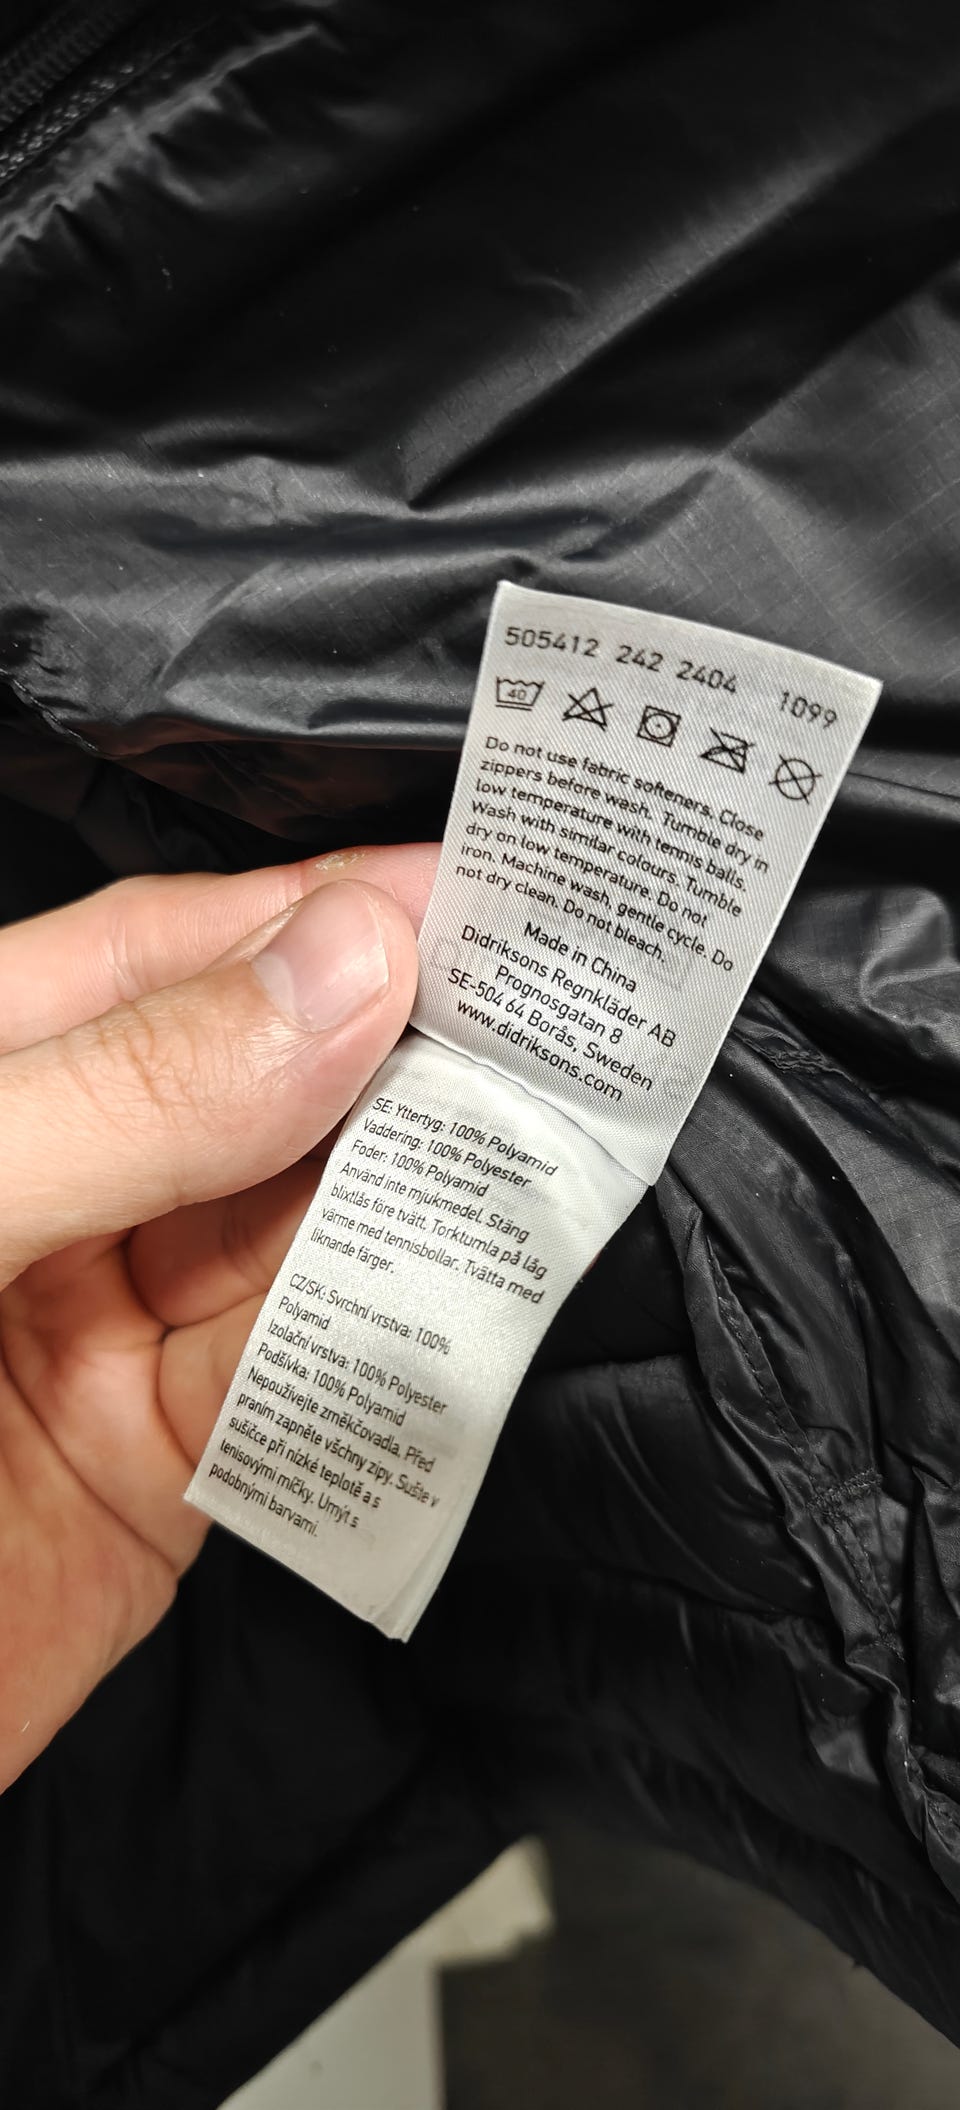 505412 242 2404 1099
40
Do not use fabric softeners. Close
zippers before wash. Tumble dry in
low temperature with tennis balls.
Wash with similar colours. Tumble
dry on low temperature. Do not
iron. Machine wash, gentle cycle. Do
not dry clean. Do not bleach.
Made in China
Didriksons Regnkläder AB
Prognosgatan 8
SE-504 64 Borås, Sweden
www.didriksons.com
SE: Yttertyg: 100% Polyamid
Vaddering: 100% Polyester
Foder: 100% Polyamid
Använd inte mjukmedel. Stäng
blixtlås före tvätt. Torktumla på låg
värme med tennisbollar. Tvätta med
liknande färger.
CZ/SK: Svrchní vrstva: 100%
Polyamid
Izolační vrstva: 100% Polyester
Podšívka: 100% Polyamid
Nepoužívejte změkčovadla. Před
praním zapněte všchny zipy. Sušte v
sušičce při nízké teplotě a s
tenisovými míčky. Umýt s
podobnými barvami.